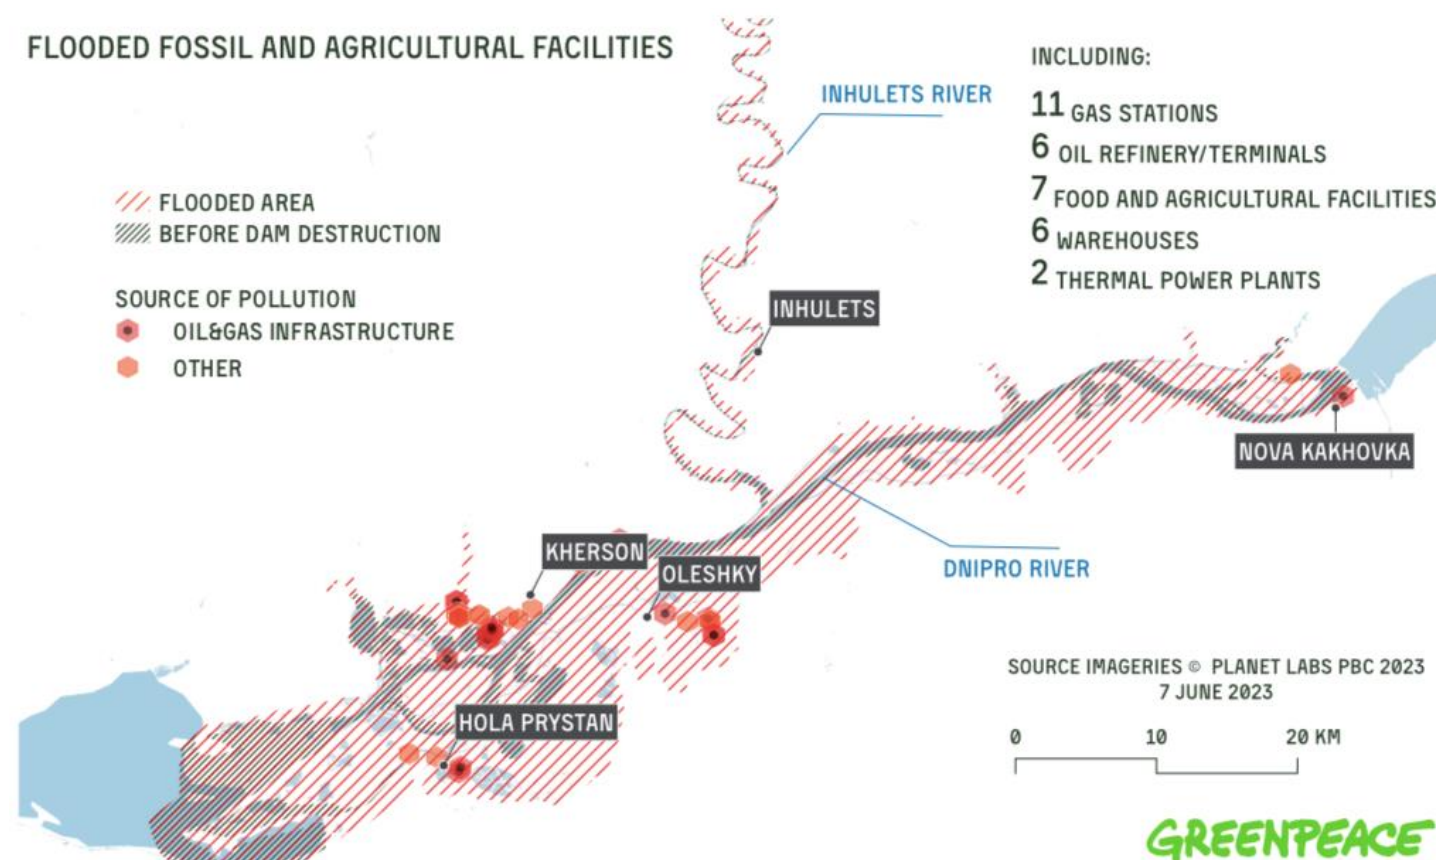 FLOODED FOSSIL AND AGRICULTURAL FACILITIES
INHULETS RIVER
INCLUDING:
11 GAS STATIONS
6 OIL REFINERY/TERMINALS
7 FOOD AND AGRICULTURAL FACILITIES
6 WAREHOUSES
2 THERMAL POWER PLANTS
FLOODED AREA
BEFORE DAM DESTRUCTION
SOURCE OF POLLUTION
OIL&GAS INFRASTRUCTURE
OTHER
INHULETS
NOVA KAKHOVKA
KHERSON
OLESHKY
DNIPRO RIVER
HOLA PRYSTAN
SOURCE IMAGERIES © PLANET LABS PBC 2023
7 JUNE 2023
0 10 20 KM
GREENPEACE